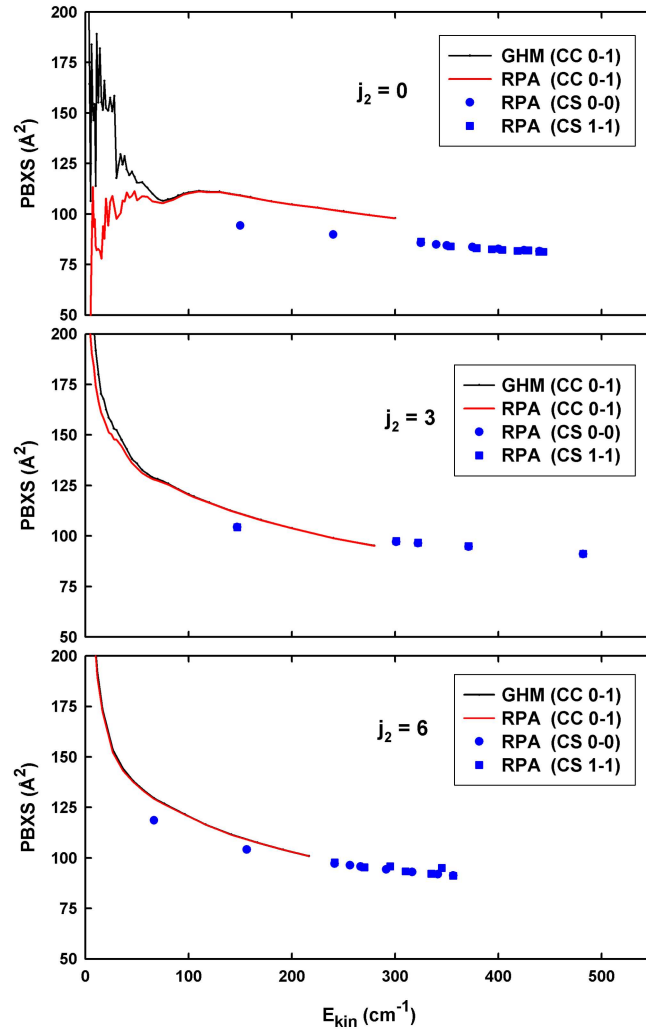 200
175
150
125
100
75
50
PBXS (Å²)
j₂ = 0
GHM (CC 0-1)
RPA (CC 0-1)
RPA (CS 0-0)
RPA (CS 1-1)
200
175
150
125
100
75
50
PBXS (Å²)
j₂ = 3
GHM (CC 0-1)
RPA (CC 0-1)
RPA (CS 0-0)
RPA (CS 1-1)
200
175
150
125
100
75
50
PBXS (Å²)
j₂ = 6
GHM (CC 0-1)
RPA (CC 0-1)
RPA (CS 0-0)
RPA (CS 1-1)
0 100 200 300 400 500
Eₖᵢₙ (cm⁻¹)